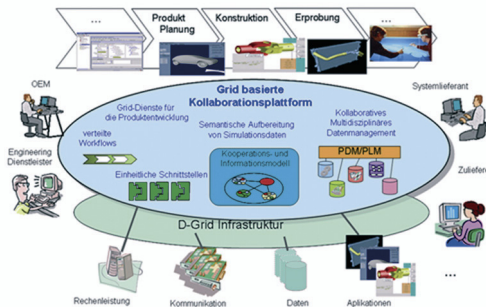 ...
Produkt
Planung
Konstruktion
Erprobung
...
OEM
Grid basierte
Kollaborationsplattform
Systemlieferant
Grid-Dienste für
die Produktentwicklung
Semantische Aufbereitung
von Simulationsdaten
Kollaboratives
Multidisziplinäres
Datenmanagement
verteilte
Workflows
Engineering
Dienstleister
Kooperations- und
Informationsmodell
PDM/PLM
Einheitliche Schnittstellen
Zuliefere
D-Grid Infrastruktur
...
Rechenleistung
Kommunikation
Daten
Aplikationen